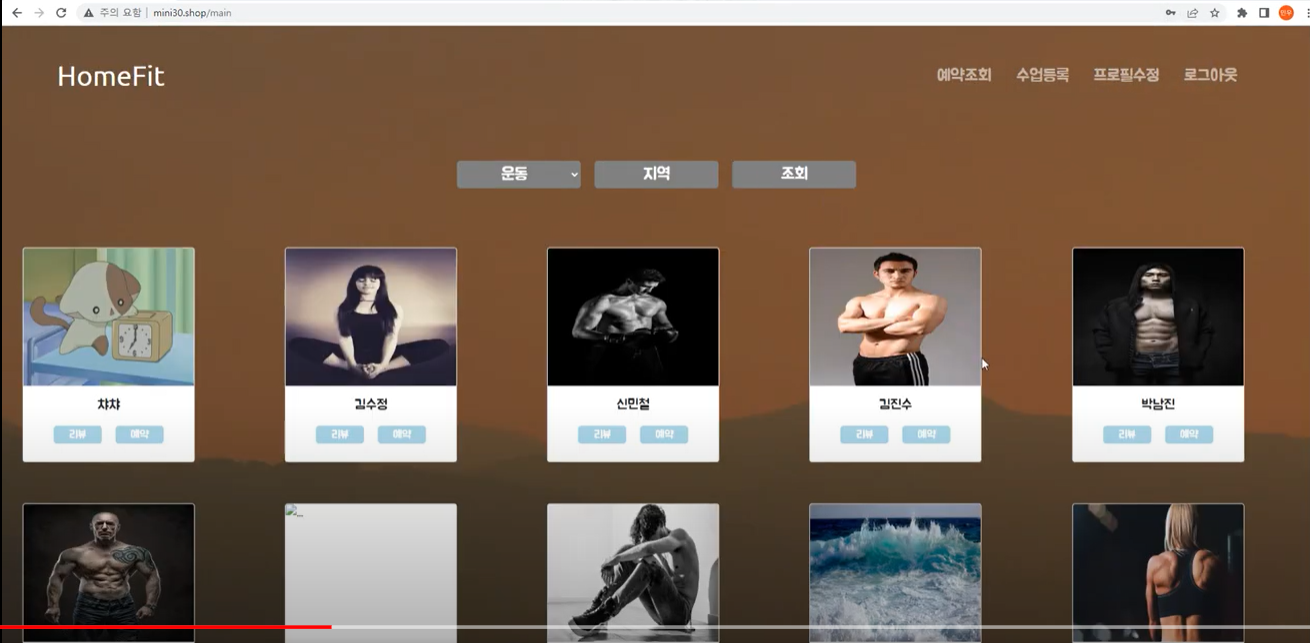 주의 요함 | mini30.shop/main
민우
HomeFit
예약조회 수업등록 프로필수정 로그아웃
운동 지역 조회
챠챠 김수정 신민철 김진수 박남진
리뷰 예약 리뷰 예약 리뷰 예약 리뷰 예약 리뷰 예약